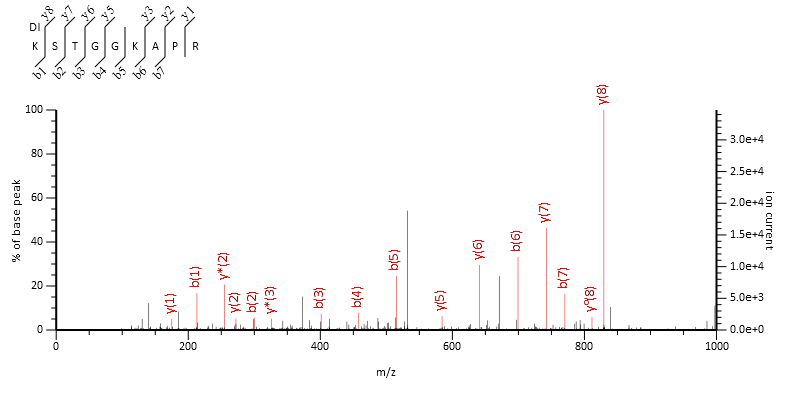 y8 y7 y6 y5 y3 y2 y1
DI
K S T G G K A P R
b1 b2 b3 b4 b5 b6 b7
y(8)
100
3.0e+4
80
2.5e+4
60
2.0e+4
y(7)
40
1.5e+4
y(6) b(6)
b(5)
y*(2)
1.0e+4
20
b(1) b(7)
5.0e+3
y(1) y(2) b(2) y*(3) b(3) b(4) y(5) y⁰(8)
0
0.0e+0
0 200 400 600 800 1000
m/z
% of base peak
ion current